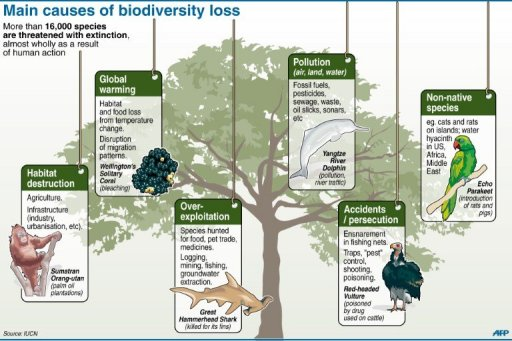 Main causes of biodiversity loss
More than 16,000 species
are threatened with extinction,
almost wholly as a result
of human action
Habitat
destruction
Agriculture,
Infrastructure
(industry,
urbanisation, etc).
Sumatran
Orang-utan
(palm oil
plantations)
Global
warming
Habitat
and food loss
from temperature
change.
Disruption
of migration
patterns.
Wellington's
Solitary
Coral
(bleaching)
Over-
exploitation
Species hunted
for food, pet trade,
medicines.
Logging,
mining, fishing,
groundwater
extraction.
Great
Hammerhead Shark
(killed for its fins)
Pollution
(air, land, water)
Fossil fuels,
pesticides,
sewage, waste,
oil slicks, sonars,
etc
Yangtze
River
Dolphin
(pollution,
river traffic)
Accidents
/ persecution
Ensnarement
in fishing nets.
Traps, "pest"
control,
shooting,
poisoning.
Red-headed
Vulture
(poisoned
by drug
used on cattle)
Non-native
species
eg. cats and rats
on islands; water
hyacinth
in US,
Africa,
Middle
East
Echo
Parakeet
(introduction
of rats and
pigs)
Source: IUCN
AFP